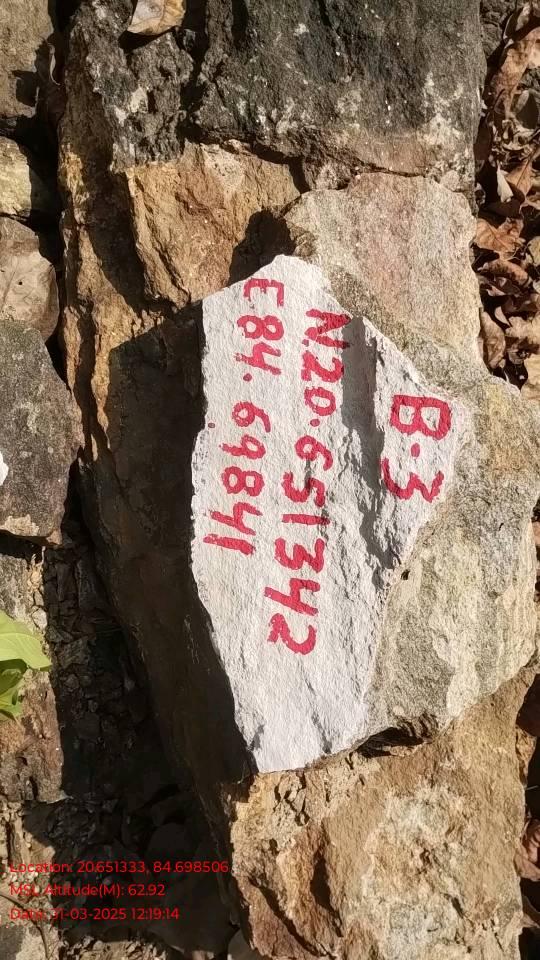 B-3
N.20.651342
E84.69841
Location: 20.651333, 84.698506
MSL Altitude(M): 62.92
Date: 31-03-2025 12:19:14